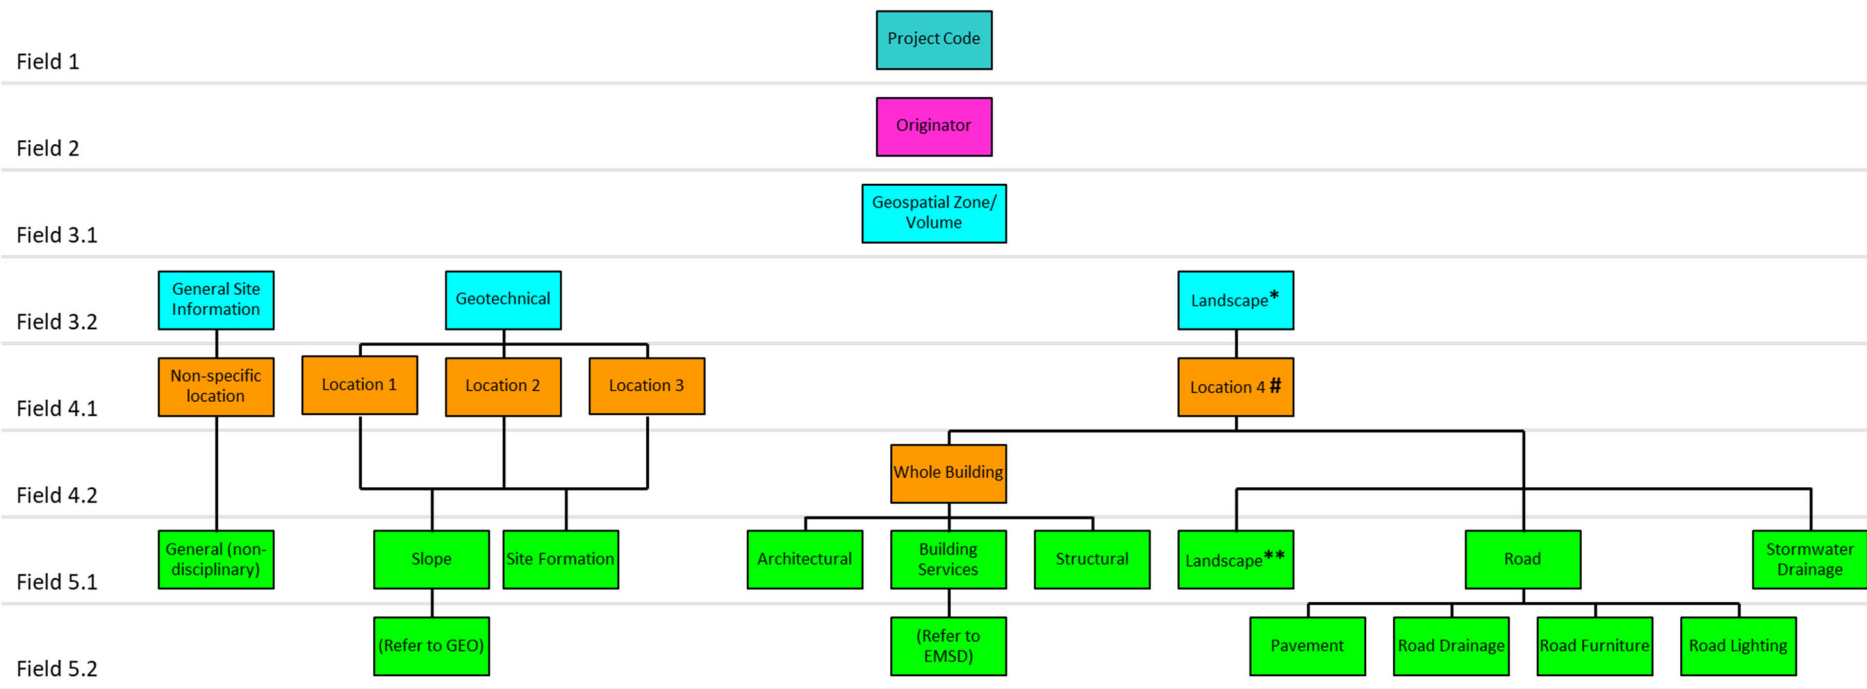 Project Code
Field 1
Originator
Field 2
Geospatial Zone/
Volume
Field 3.1
General Site
Information
Geotechnical
Landscape*
Field 3.2
Non-specific
location
Location 1
Location 2
Location 3
Location 4 #
Field 4.1
Whole Building
Field 4.2
General (non-
disciplinary)
Slope
Site Formation
Architectural
Building
Services
Structural
Landscape**
Road
Stormwater
Drainage
Field 5.1
(Refer to GEO)
(Refer to
EMSD)
Pavement
Road Drainage
Road Furniture
Road Lighting
Field 5.2